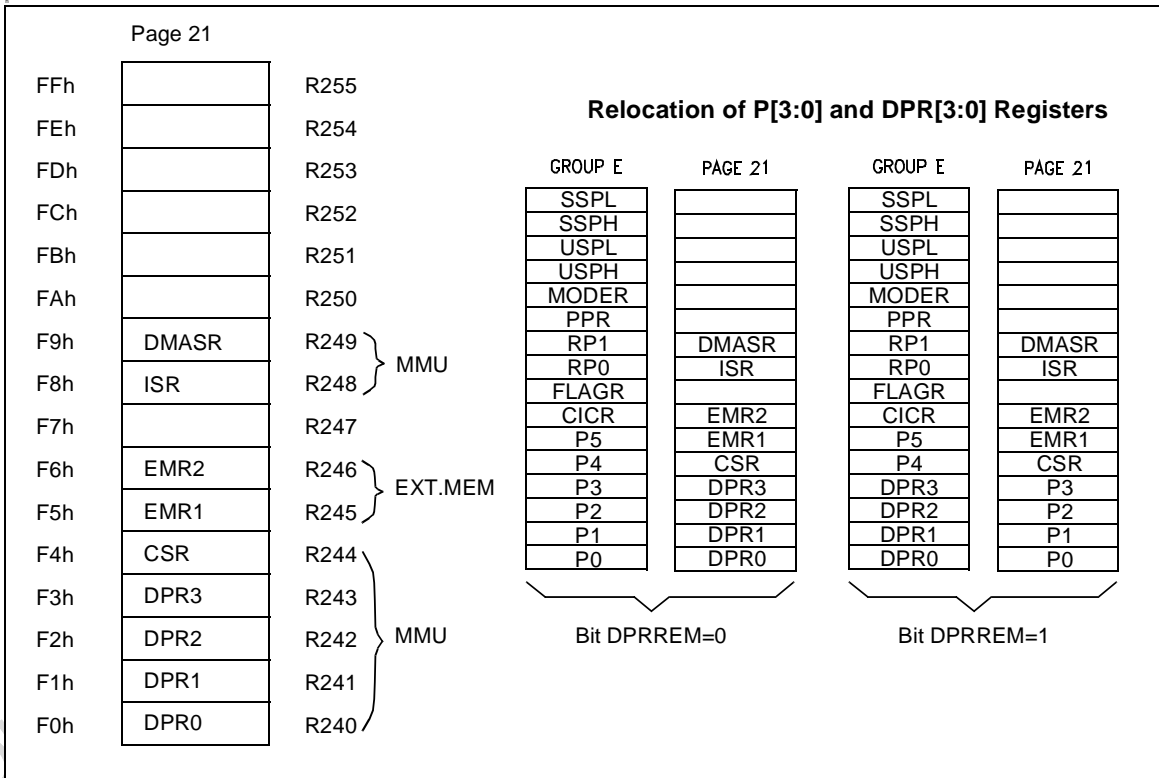 Page 21
FFh R255
FEh R254
FDh R253
FCh R252
FBh R251
FAh R250
F9h DMASR R249
MMU
F8h ISR R248
F7h R247
F6h EMR2 R246
EXT.MEM
F5h EMR1 R245
F4h CSR R244
F3h DPR3 R243
F2h DPR2 R242 MMU
F1h DPR1 R241
F0h DPR0 R240
Relocation of P[3:0] and DPR[3:0] Registers
GROUP E PAGE 21 GROUP E PAGE 21
SSPL SSPL
SSPH SSPH
USPL USPL
USPH USPH
MODER MODER
PPR PPR
RP1 DMASR RP1 DMASR
RP0 ISR RP0 ISR
FLAGR FLAGR
CICR EMR2 CICR EMR2
P5 EMR1 P5 EMR1
P4 CSR P4 CSR
P3 DPR3 DPR3 P3
P2 DPR2 DPR2 P2
P1 DPR1 DPR1 P1
P0 DPR0 DPR0 P0
Bit DPRREM=0 Bit DPRREM=1